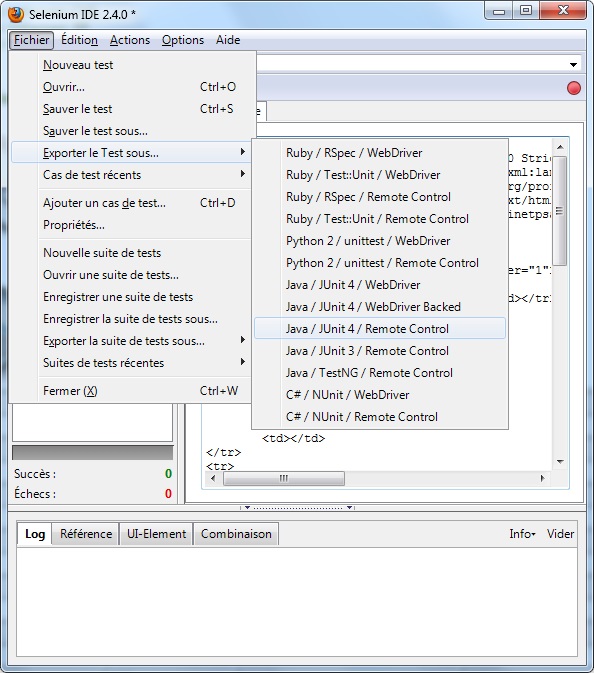 Selenium IDE 2.4.0 *
Fichier Édition Actions Options Aide
Nouveau test
Ouvrir... Ctrl+O
Sauver le test Ctrl+S
Sauver le test sous...
Exporter le Test sous...
Cas de test récents
Ajouter un cas de test... Ctrl+D
Propriétés...
Nouvelle suite de tests
Ouvrir une suite de tests...
Enregistrer une suite de tests
Enregistrer la suite de tests sous...
Exporter la suite de tests sous...
Suites de tests récentes
Fermer (X) Ctrl+W
Ruby / RSpec / WebDriver
Ruby / Test::Unit / WebDriver
Ruby / RSpec / Remote Control
Ruby / Test::Unit / Remote Control
Python 2 / unittest / WebDriver
Python 2 / unittest / Remote Control
Java / JUnit 4 / WebDriver
Java / JUnit 4 / WebDriver Backed
Java / JUnit 4 / Remote Control
Java / JUnit 3 / Remote Control
Java / TestNG / Remote Control
C# / NUnit / WebDriver
C# / NUnit / Remote Control
e
0 Stric
xml:lan
rg/prof
xt/html
inetpsa
er="1"
d></tr
<td></td>
</tr>
<tr>
Succès : 0
Échecs : 0
Log Référence UI-Element Combinaison Info Vider